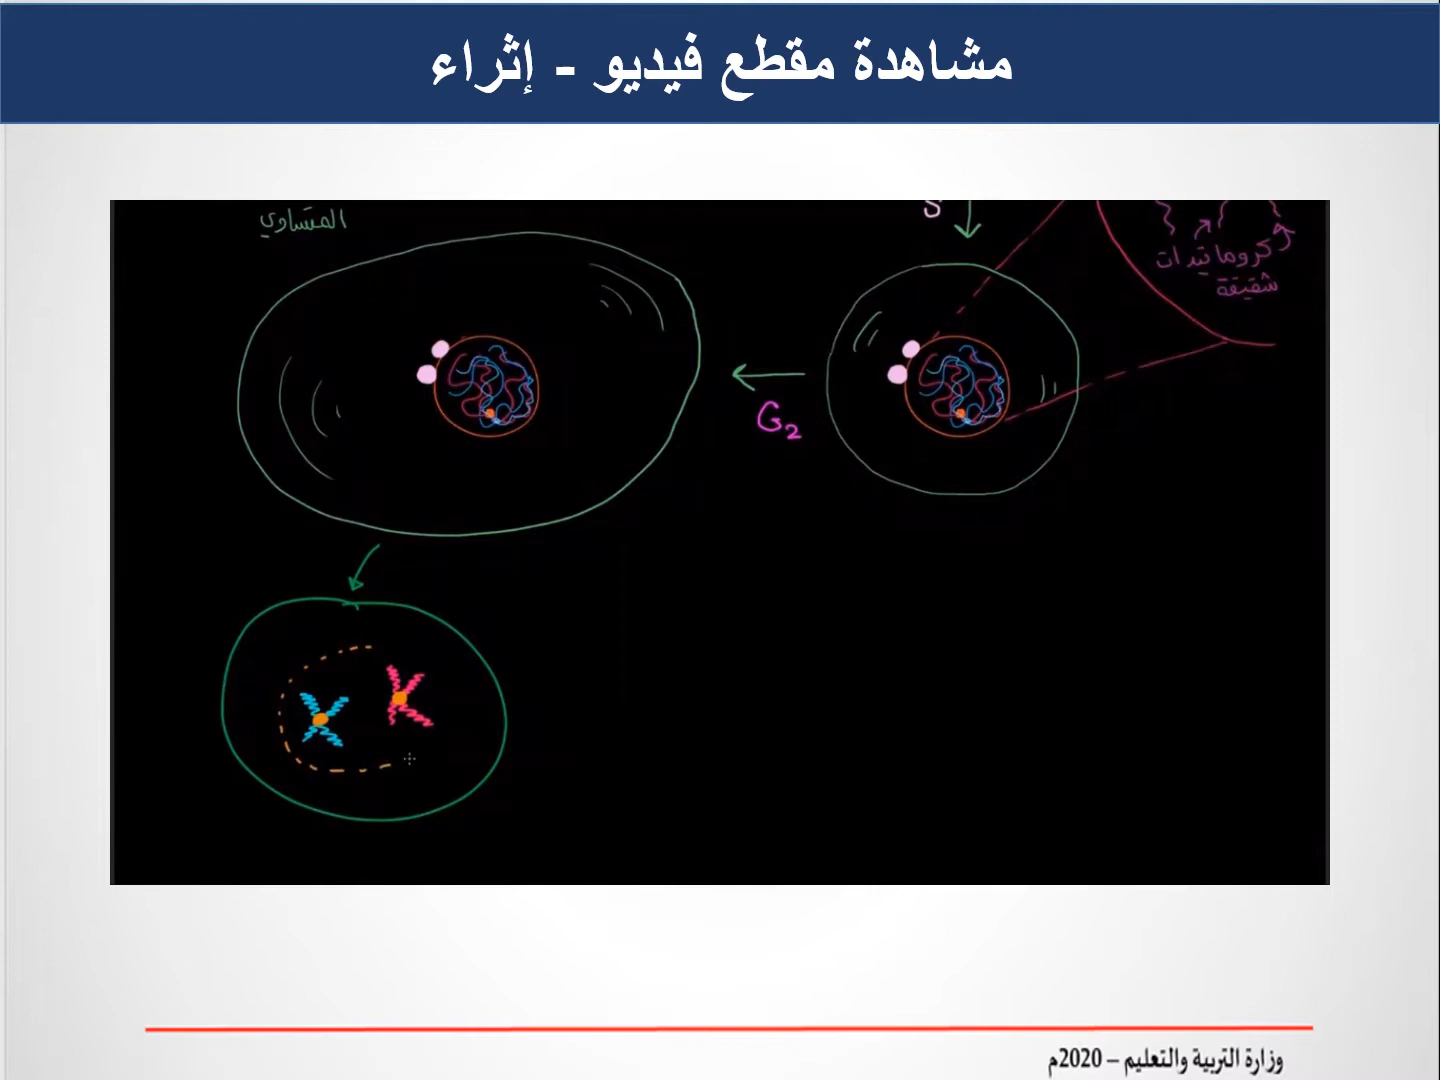 مشاهدة مقطع فيديو - إثراء
المتساوي
S
كروماتيدات
شقيقة
G₂
وزارة التربية والتعليم – 2020م